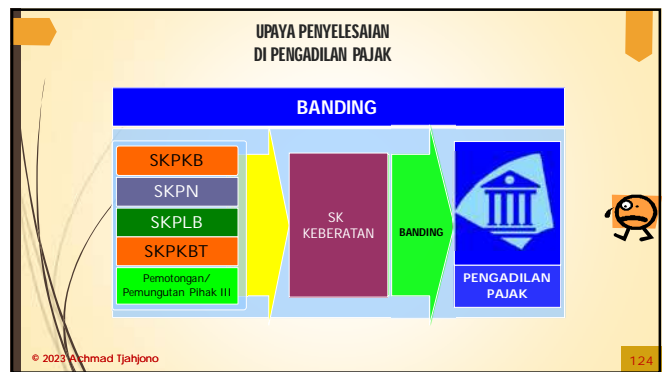 UPAYA PENYELESAIAN
DI PENGADILAN PAJAK
BANDING
SKPKB
SKPN
SKPLB
SKPKBT
Pemotongan/
Pemungutan Pihak III
SK
KEBERATAN
BANDING
PENGADILAN
PAJAK
© 2023 Achmad Tjahjono
124